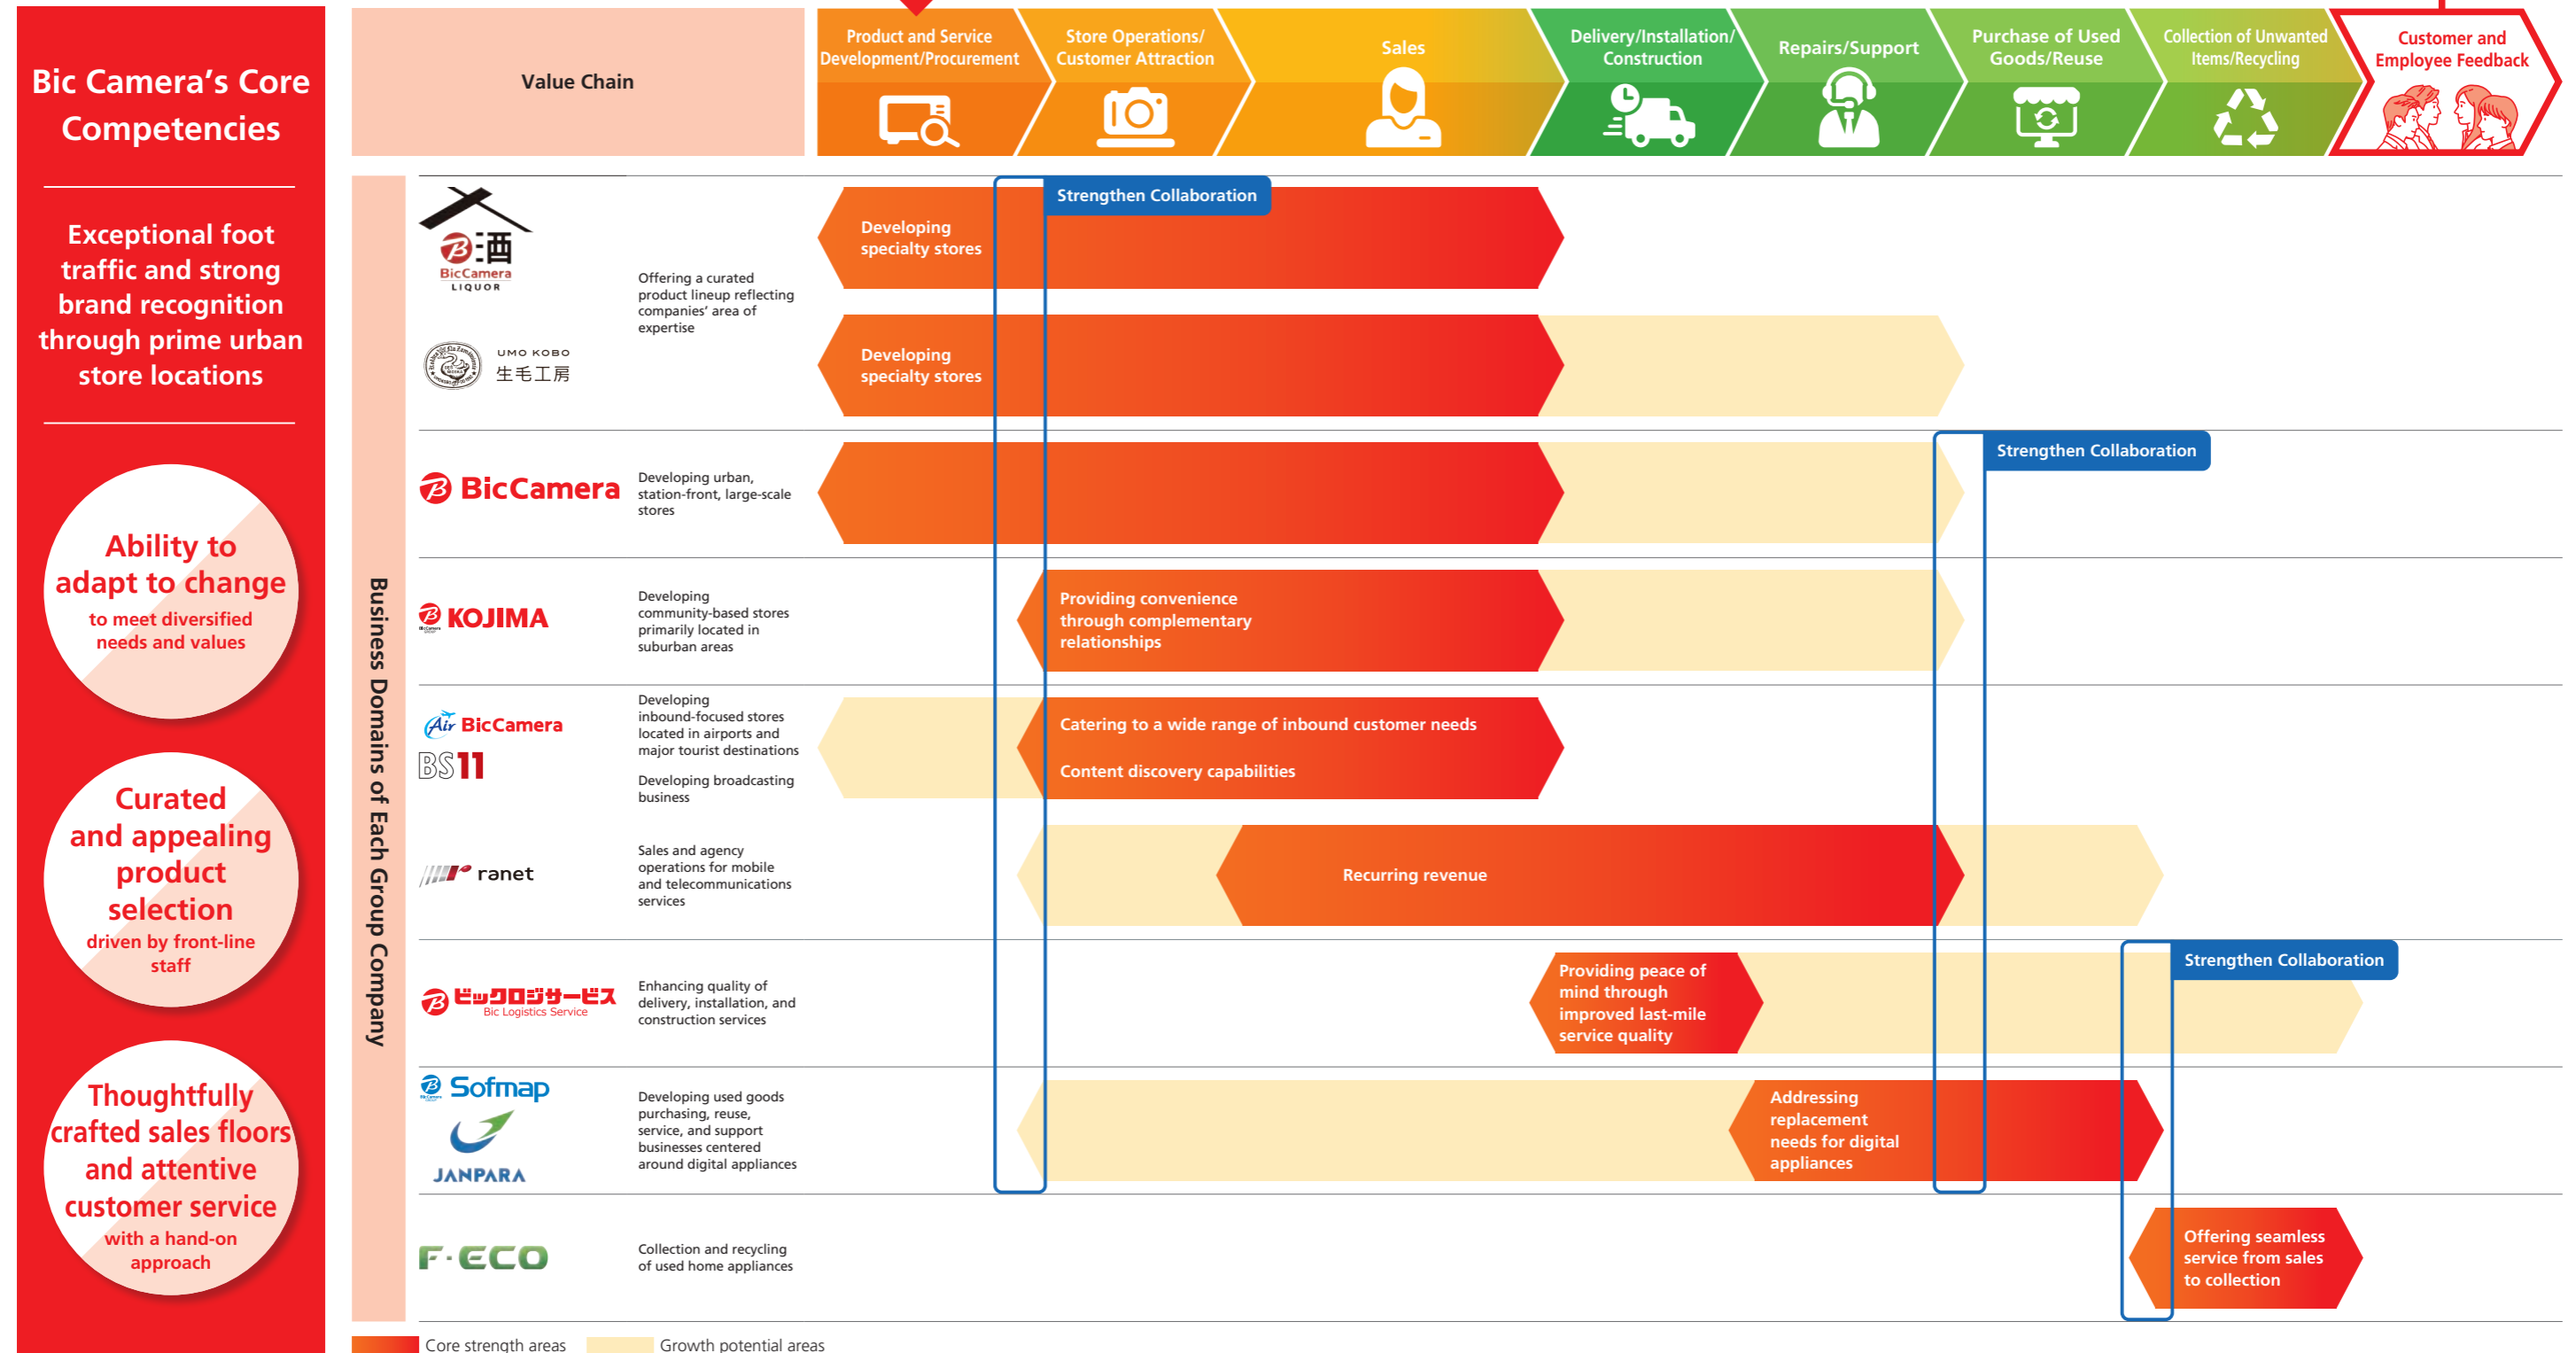 Bic Camera's Core
Competencies
Exceptional foot
traffic and strong
brand recognition
through prime urban
store locations
Ability to
adapt to change
to meet diversified
needs and values
Curated
and appealing
product
selection
driven by front-line
staff
Thoughtfully
crafted sales floors
and attentive
customer service
with a hand-on
approach
Value Chain
Product and Service
Development/Procurement
Store Operations/
Customer Attraction
Sales
Delivery/Installation/
Construction
Repairs/Support
Purchase of Used
Goods/Reuse
Collection of Unwanted
Items/Recycling
Customer and
Employee Feedback
Business Domains of Each Group Company
酒
BicCamera
LIQUOR
UMO KOBO
生毛工房
Offering a curated
product lineup reflecting
companies' area of
expertise
Developing
specialty stores
Strengthen Collaboration
Developing
specialty stores
BicCamera
Developing urban,
station-front, large-scale
stores
Strengthen Collaboration
KOJIMA
Developing
community-based stores
primarily located in
suburban areas
Providing convenience
through complementary
relationships
Air BicCamera
BS11
Developing
inbound-focused stores
located in airports and
major tourist destinations
Developing broadcasting
business
Catering to a wide range of inbound customer needs
Content discovery capabilities
ranet
Sales and agency
operations for mobile
and telecommunications
services
Recurring revenue
ビックロジサービス
Bic Logistics Service
Enhancing quality of
delivery, installation, and
construction services
Providing peace of
mind through
improved last-mile
service quality
Strengthen Collaboration
Sofmap
JANPARA
Developing used goods
purchasing, reuse,
service, and support
businesses centered
around digital appliances
Addressing
replacement
needs for digital
appliances
F·ECO
Collection and recycling
of used home appliances
Offering seamless
service from sales
to collection
Core strength areas
Growth potential areas